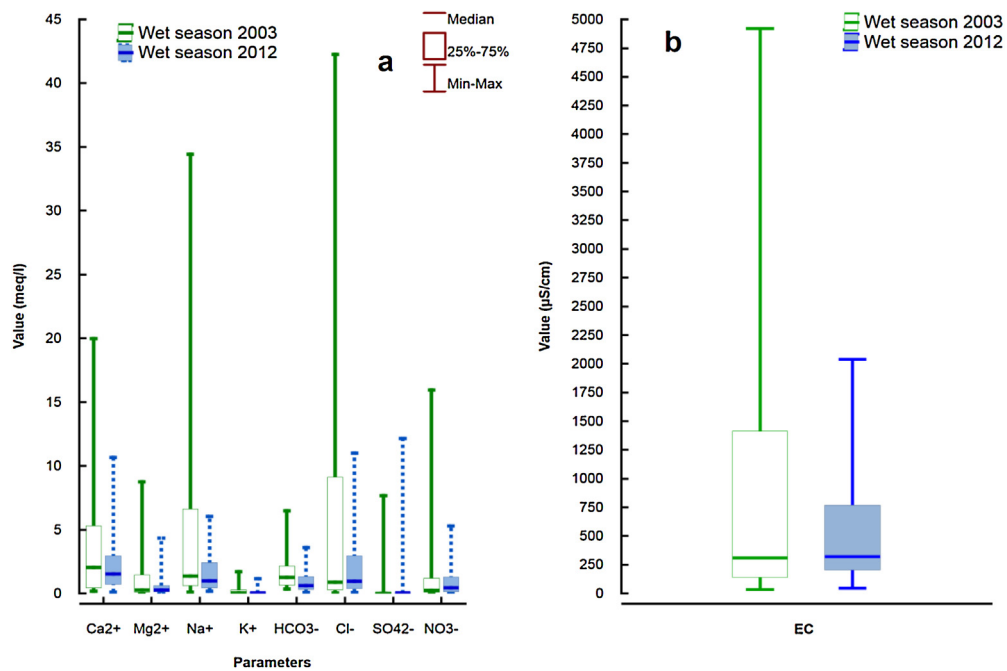 45
40
35
30
25
20
15
10
5
0
Value (meq/l)
Wet season 2003
Wet season 2012
a
Median
25%-75%
Min-Max
Ca2+ Mg2+ Na+ K+ HCO3- Cl- SO42- NO3-
Parameters
5000
4750
4500
4250
4000
3750
3500
3250
3000
2750
2500
2250
2000
1750
1500
1250
1000
750
500
250
0
Value (µS/cm)
b
Wet season 2003
Wet season 2012
EC